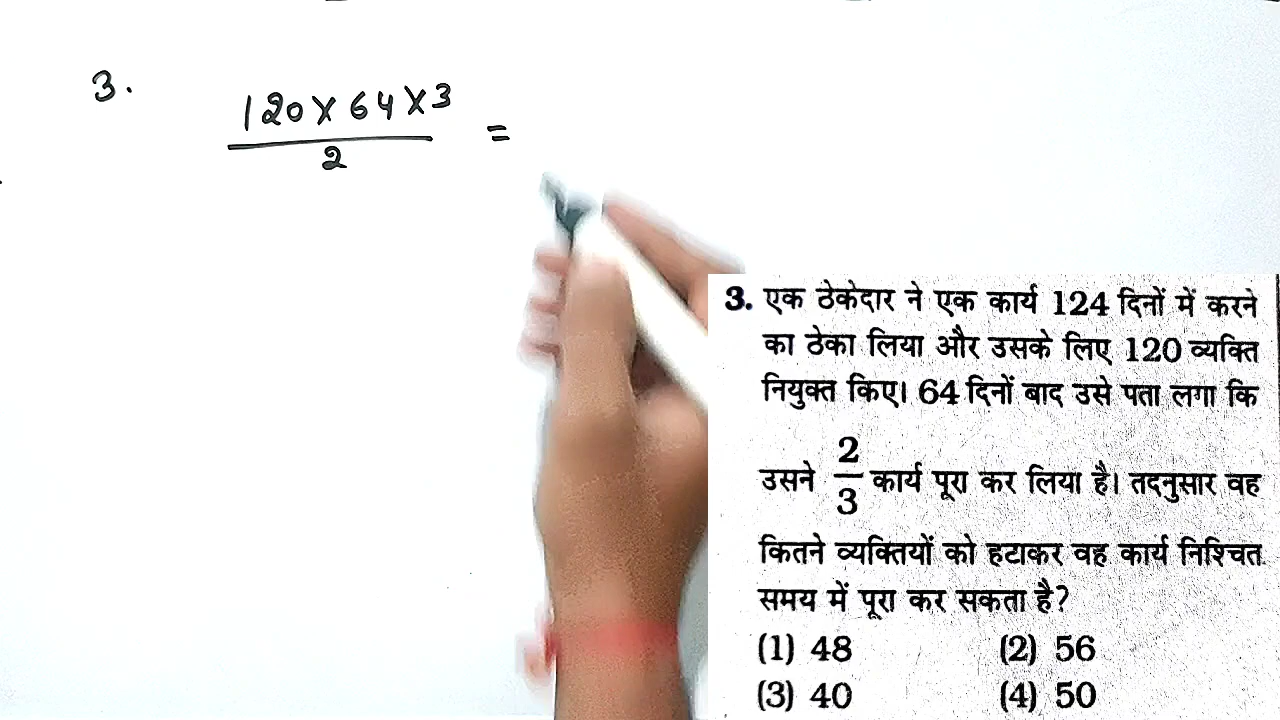 3.
120 x 64 x 3
2
=
3. एक ठेकेदार ने एक कार्य 124 दिनों में करने
का ठेका लिया और उसके लिए 120 व्यक्ति
नियुक्त किए। 64 दिनों बाद उसे पता लगा कि
उसने 2/3 कार्य पूरा कर लिया है। तदनुसार वह
कितने व्यक्तियों को हटाकर वह कार्य निश्चित
समय में पूरा कर सकता है?
(1) 48 (2) 56
(3) 40 (4) 50